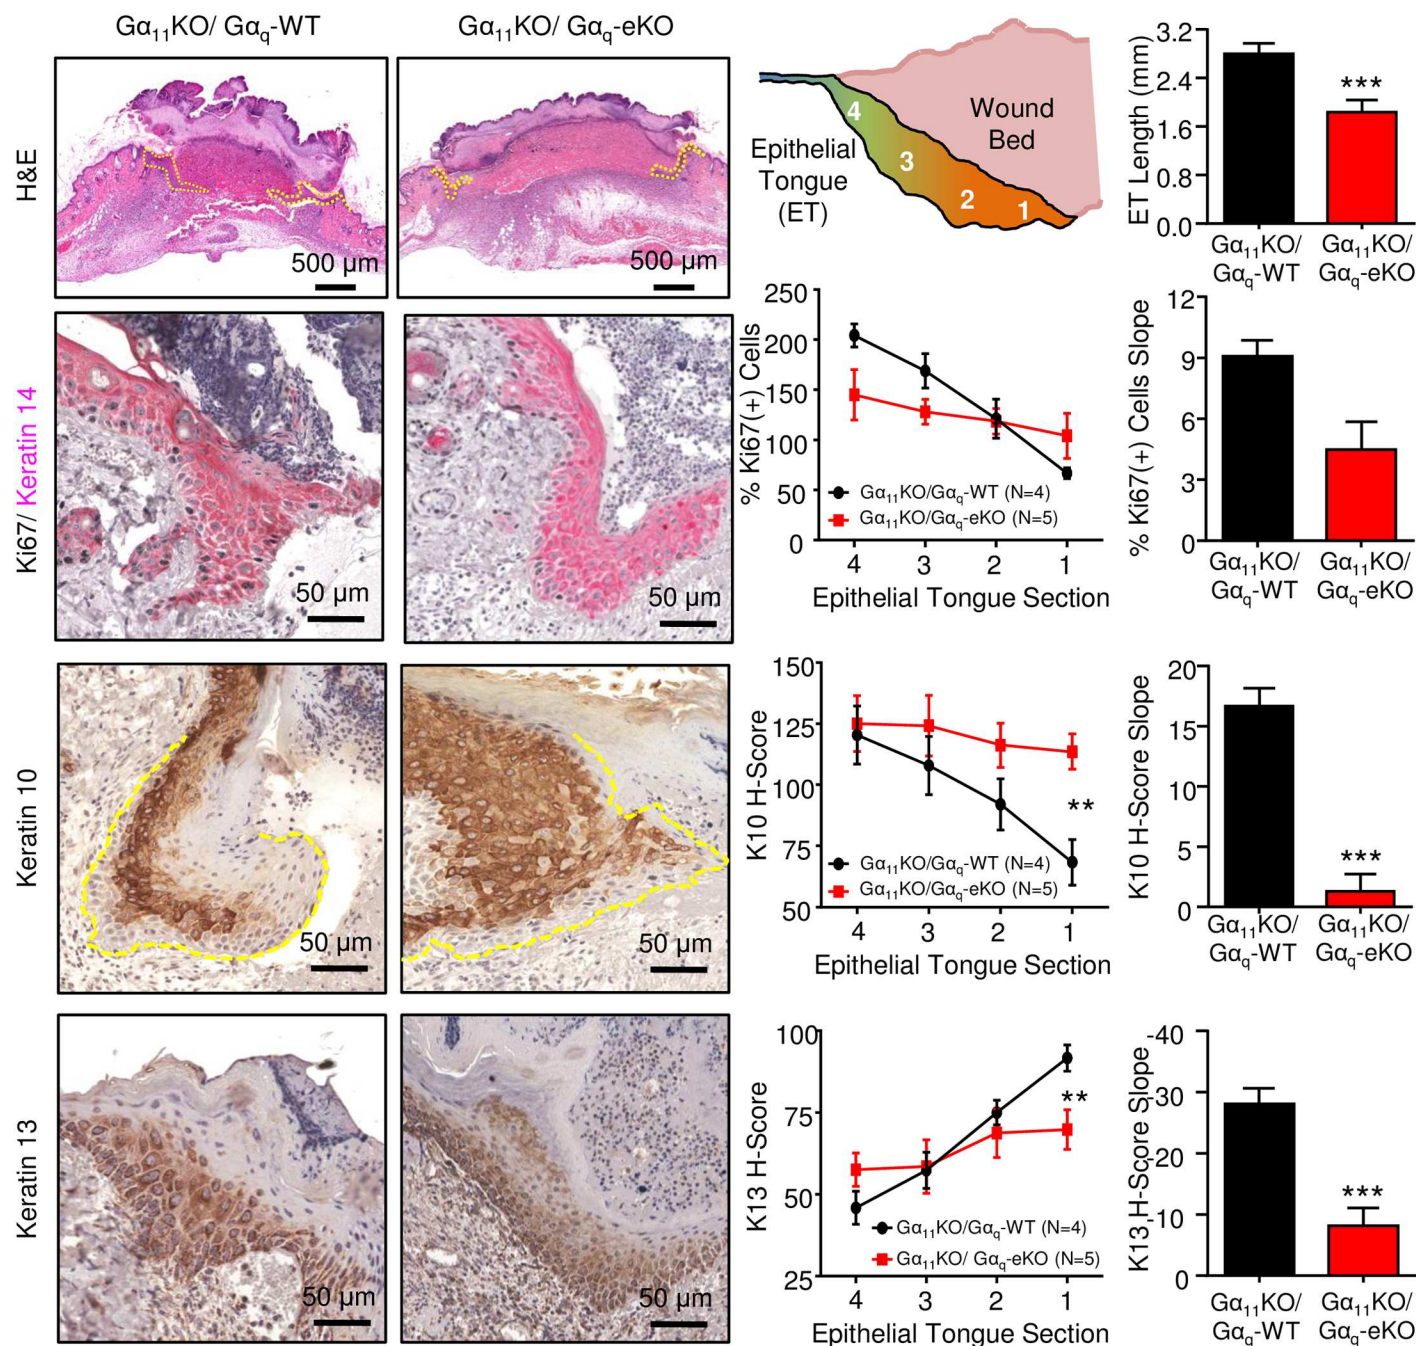 Gα₁₁KO/ Gαq-WT
Gα₁₁KO/ Gαq-eKO
H&E
500 µm
500 µm
Epithelial
Tongue
(ET)
Wound
Bed
4
3
2
1
ET Length (mm)
3.2
2.4
1.6
0.8
0.0
***
Gα₁₁KO/
Gαq-WT
Gα₁₁KO/
Gαq-eKO
Ki67/ Keratin 14
50 µm
50 µm
% Ki67(+) Cells
250
200
150
100
50
0
Gα₁₁KO/Gαq-WT (N=4)
Gα₁₁KO/Gαq-eKO (N=5)
4 3 2 1
Epithelial Tongue Section
% Ki67(+) Cells Slope
12
9
6
3
0
Gα₁₁KO/
Gαq-WT
Gα₁₁KO/
Gαq-eKO
Keratin 10
50 µm
50 µm
K10 H-Score
150
125
100
75
50
**
Gα₁₁KO/Gαq-WT (N=4)
Gα₁₁KO/Gαq-eKO (N=5)
4 3 2 1
Epithelial Tongue Section
K10 H-Score Slope
20
15
10
5
0
***
Gα₁₁KO/
Gαq-WT
Gα₁₁KO/
Gαq-eKO
Keratin 13
50 µm
50 µm
K13 H-Score
100
75
50
25
**
Gα₁₁KO/Gαq-WT (N=4)
Gα₁₁KO/ Gαq-eKO (N=5)
4 3 2 1
Epithelial Tongue Section
K13 H-Score Slope
-40
-30
-20
-10
0
***
Gα₁₁KO/
Gαq-WT
Gα₁₁KO/
Gαq-eKO